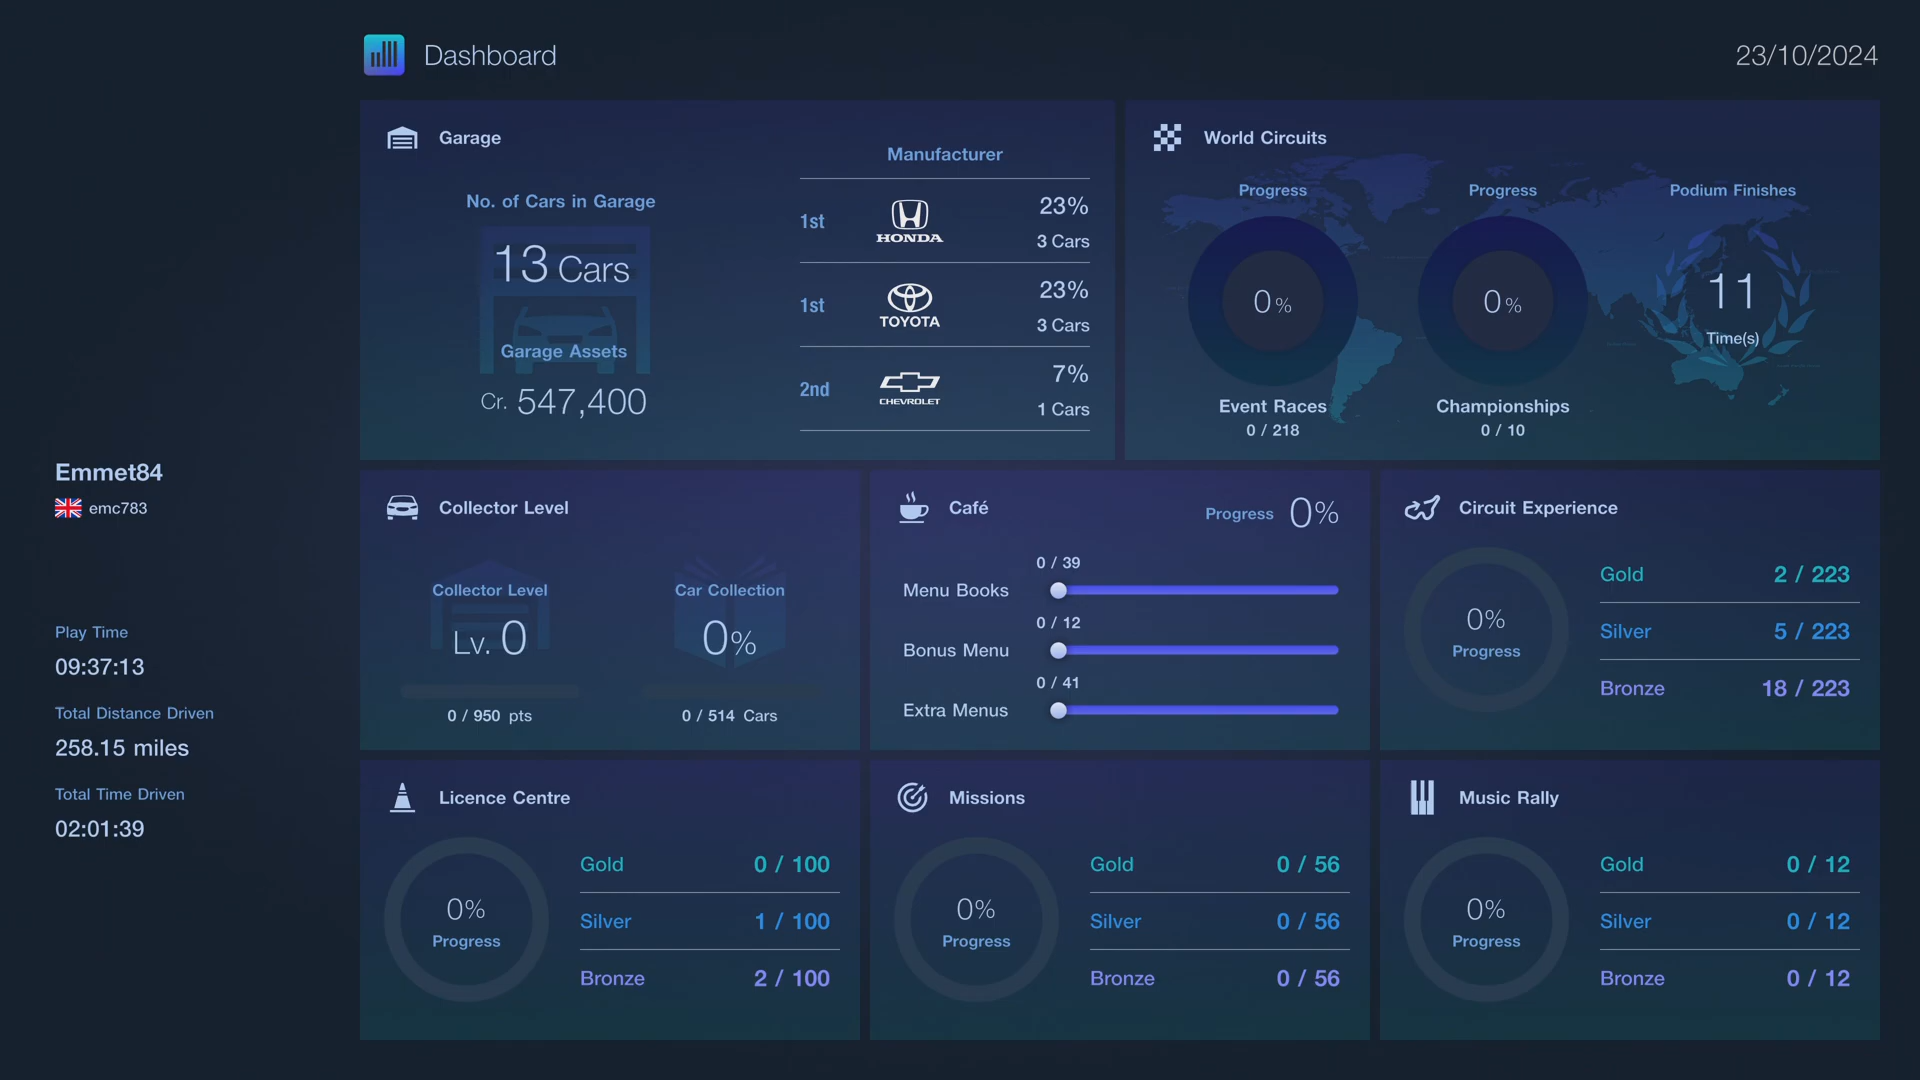 Dashboard
23/10/2024
Emmet84
emc783
Play Time
09:37:13
Total Distance Driven
258.15 miles
Total Time Driven
02:01:39
Garage
No. of Cars in Garage
13 Cars
Garage Assets
Cr. 547,400
Manufacturer
1st HONDA 23%
3 Cars
1st TOYOTA 23%
3 Cars
2nd CHEVROLET 7%
1 Cars
World Circuits
Progress
0%
Event Races
0 / 218
Progress
0%
Championships
0 / 10
Podium Finishes
11
Time(s)
Collector Level
Collector Level
Lv. 0
0 / 950 pts
Car Collection
0%
0 / 514 Cars
Café
Progress 0%
0 / 39
Menu Books
0 / 12
Bonus Menu
0 / 41
Extra Menus
Circuit Experience
0%
Progress
Gold 2 / 223
Silver 5 / 223
Bronze 18 / 223
Licence Centre
0%
Progress
Gold 0 / 100
Silver 1 / 100
Bronze 2 / 100
Missions
0%
Progress
Gold 0 / 56
Silver 0 / 56
Bronze 0 / 56
Music Rally
0%
Progress
Gold 0 / 12
Silver 0 / 12
Bronze 0 / 12